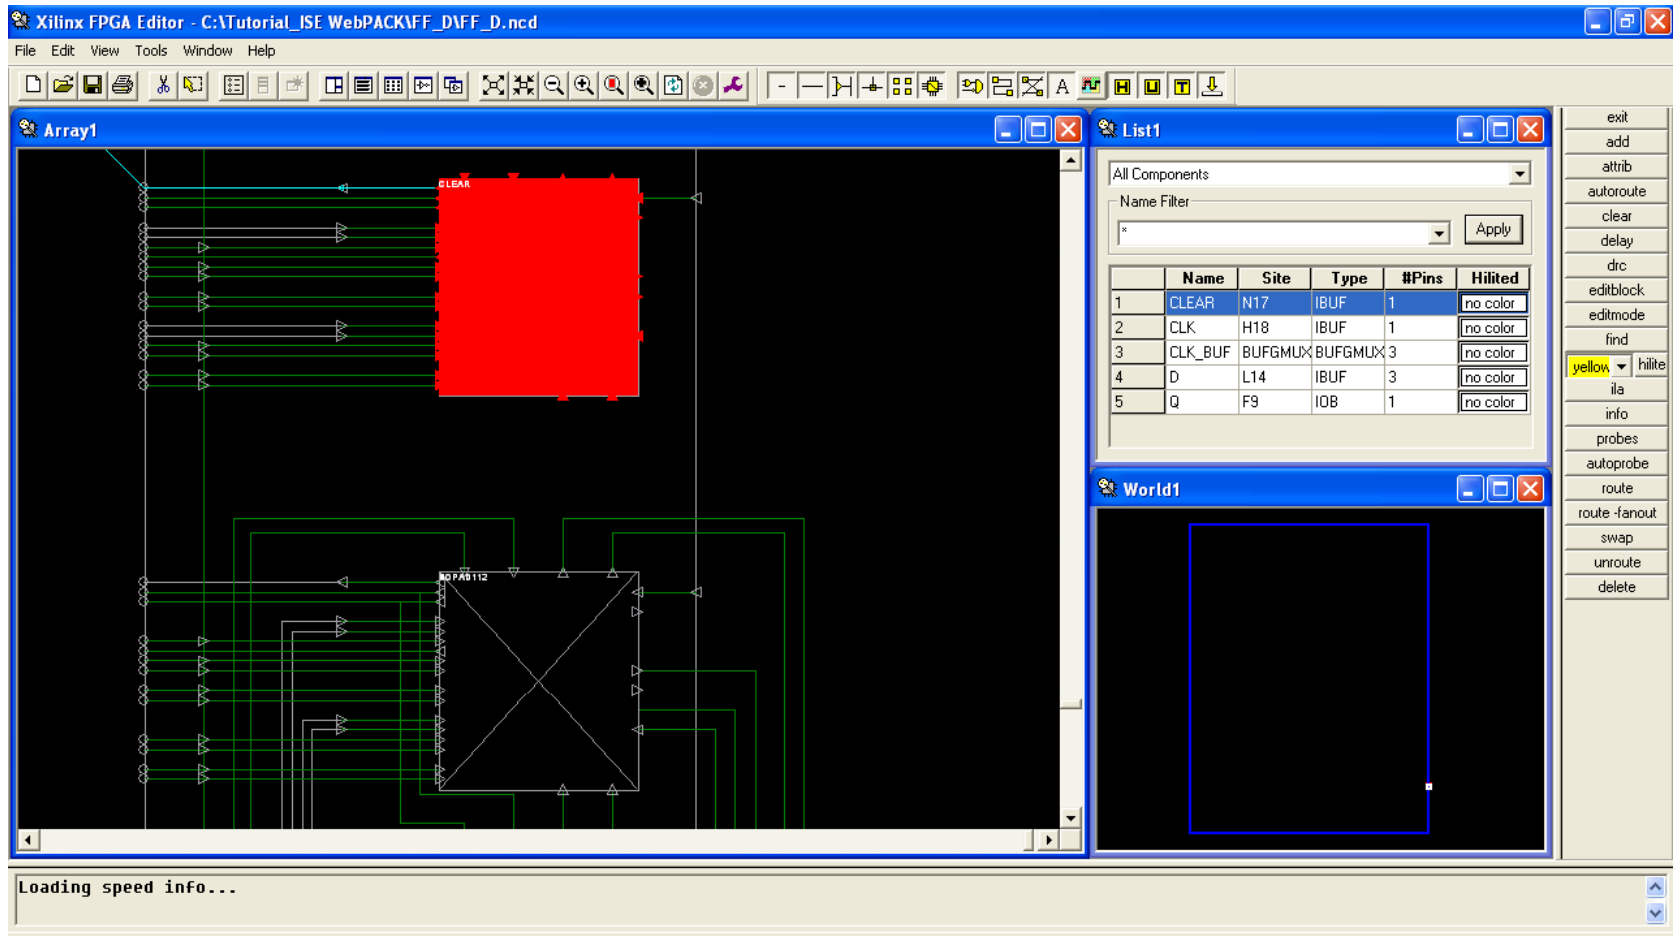 Xilinx FPGA Editor - C:\Tutorial_ISE WebPACK\FF_D\FF_D.ncd
File Edit View Tools Window Help
A
H U T
Array1
CLEAR
List1
All Components
Name Filter
*
Apply
Name Site Type #Pins Hilited
1 CLEAR N17 IBUF 1 no color
2 CLK H18 IBUF 1 no color
3 CLK_BUF BUFGMUX BUFGMUX 3 no color
4 D L14 IBUF 3 no color
5 Q F9 IOB 1 no color
World1
exit
add
attrib
autoroute
clear
delay
drc
editblock
editmode
find
yellow hilite
ila
info
probes
autoprobe
route
route -fanout
swap
unroute
delete
Loading speed info...